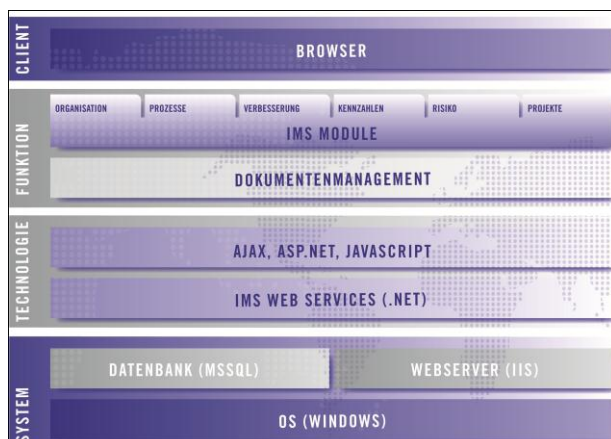 CLIENT
BROWSER
FUNKTION
ORGANISATION PROZESSE VERBESSERUNG KENNZAHLEN RISIKO PROJEKTE
IMS MODULE
DOKUMENTENMANAGEMENT
TECHNOLOGIE
AJAX, ASP.NET, JAVASCRIPT
IMS WEB SERVICES (.NET)
SYSTEM
DATENBANK (MSSQL) WEBSERVER (IIS)
OS (WINDOWS)